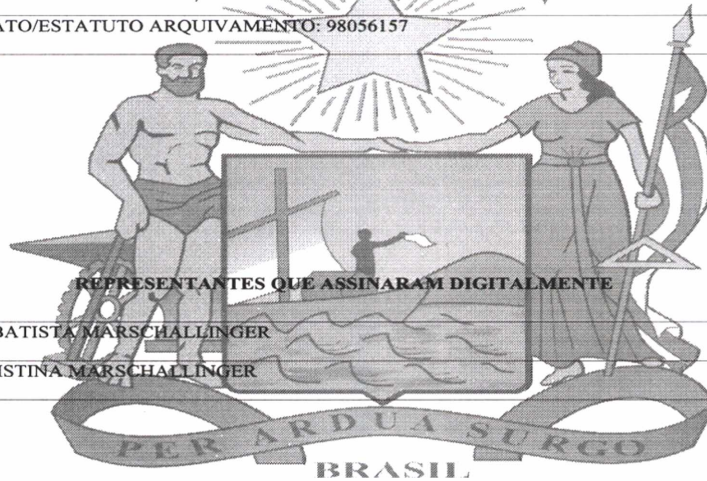 ATO/ESTATUTO ARQUIVAMENTO: 98056157
REPRESENTANTES QUE ASSINARAM DIGITALMENTE
BATISTA MARSCHALLINGER
ISTINA MARSCHALLINGER
PER ARDUA SURGO
BRASIL